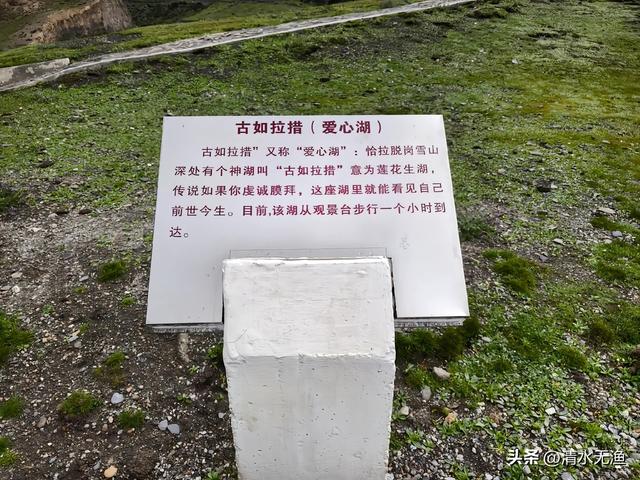 古如拉措（爱心湖）
古如拉措”又称“爱心湖”：恰拉脱岗雪山
深处有个神湖叫“古如拉措”意为莲花生湖，
传说如果你虔诚膜拜，这座湖里就能看见自己
前世今生。目前,该湖从观景台步行一个小时到
达。
头条@清水无渔